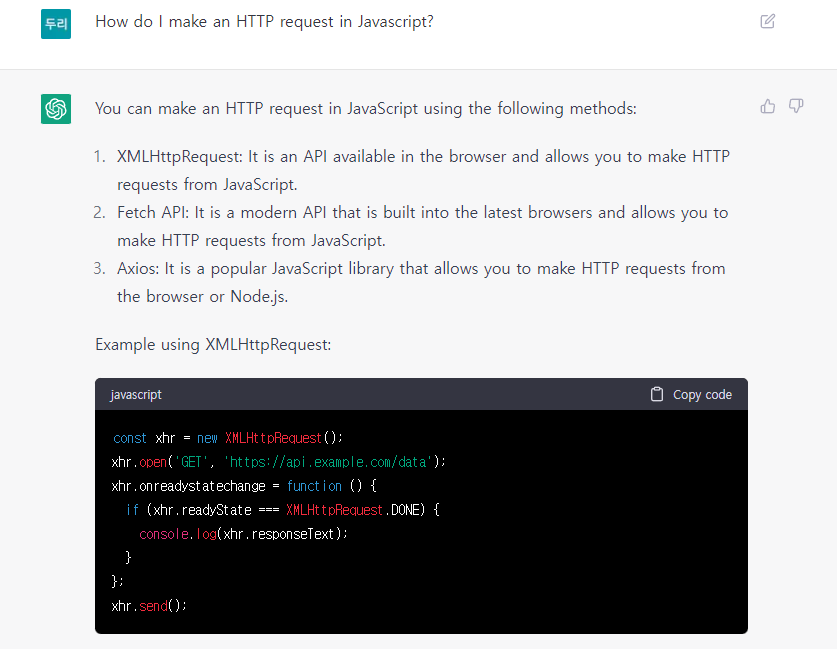 두리 How do I make an HTTP request in Javascript?
You can make an HTTP request in JavaScript using the following methods:
1. XMLHttpRequest: It is an API available in the browser and allows you to make HTTP
requests from JavaScript.
2. Fetch API: It is a modern API that is built into the latest browsers and allows you to
make HTTP requests from JavaScript.
3. Axios: It is a popular JavaScript library that allows you to make HTTP requests from
the browser or Node.js.
Example using XMLHttpRequest:
javascript Copy code
const xhr = new XMLHttpRequest();
xhr.open('GET', 'https://api.example.com/data');
xhr.onreadystatechange = function () {
  if (xhr.readyState === XMLHttpRequest.DONE) {
    console.log(xhr.responseText);
  }
};
xhr.send();